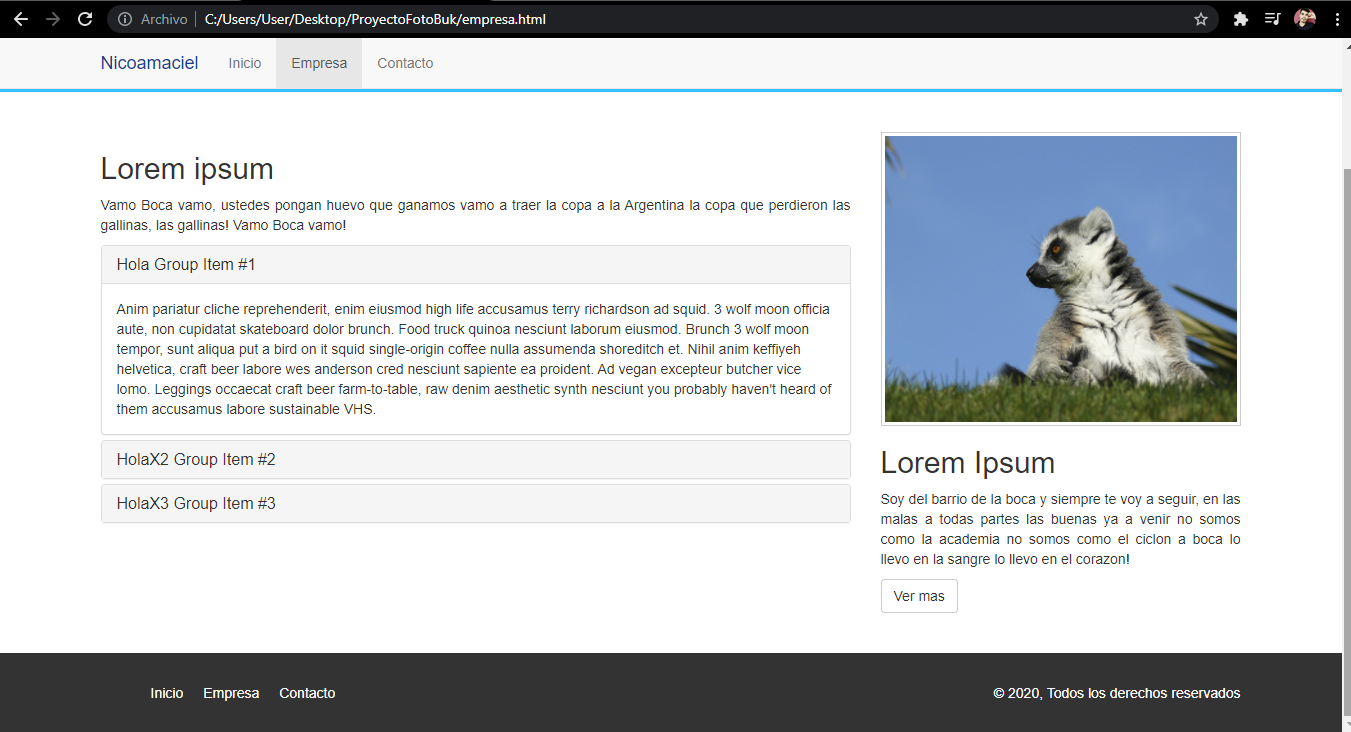 Archivo C:/Users/User/Desktop/ProyectoFotoBuk/empresa.html
Nicoamaciel Inicio Empresa Contacto
Lorem ipsum
Vamo Boca vamo, ustedes pongan huevo que ganamos vamo a traer la copa a la Argentina la copa que perdieron las
gallinas, las gallinas! Vamo Boca vamo!
Hola Group Item #1
Anim pariatur cliche reprehenderit, enim eiusmod high life accusamus terry richardson ad squid. 3 wolf moon officia
aute, non cupidatat skateboard dolor brunch. Food truck quinoa nesciunt laborum eiusmod. Brunch 3 wolf moon
tempor, sunt aliqua put a bird on it squid single-origin coffee nulla assumenda shoreditch et. Nihil anim keffiyeh
helvetica, craft beer labore wes anderson cred nesciunt sapiente ea proident. Ad vegan excepteur butcher vice
lomo. Leggings occaecat craft beer farm-to-table, raw denim aesthetic synth nesciunt you probably haven't heard of
them accusamus labore sustainable VHS.
HolaX2 Group Item #2
HolaX3 Group Item #3
Lorem Ipsum
Soy del barrio de la boca y siempre te voy a seguir, en las
malas a todas partes las buenas ya a venir no somos
como la academia no somos como el ciclon a boca lo
llevo en la sangre lo llevo en el corazon!
Ver mas
Inicio Empresa Contacto
© 2020, Todos los derechos reservados